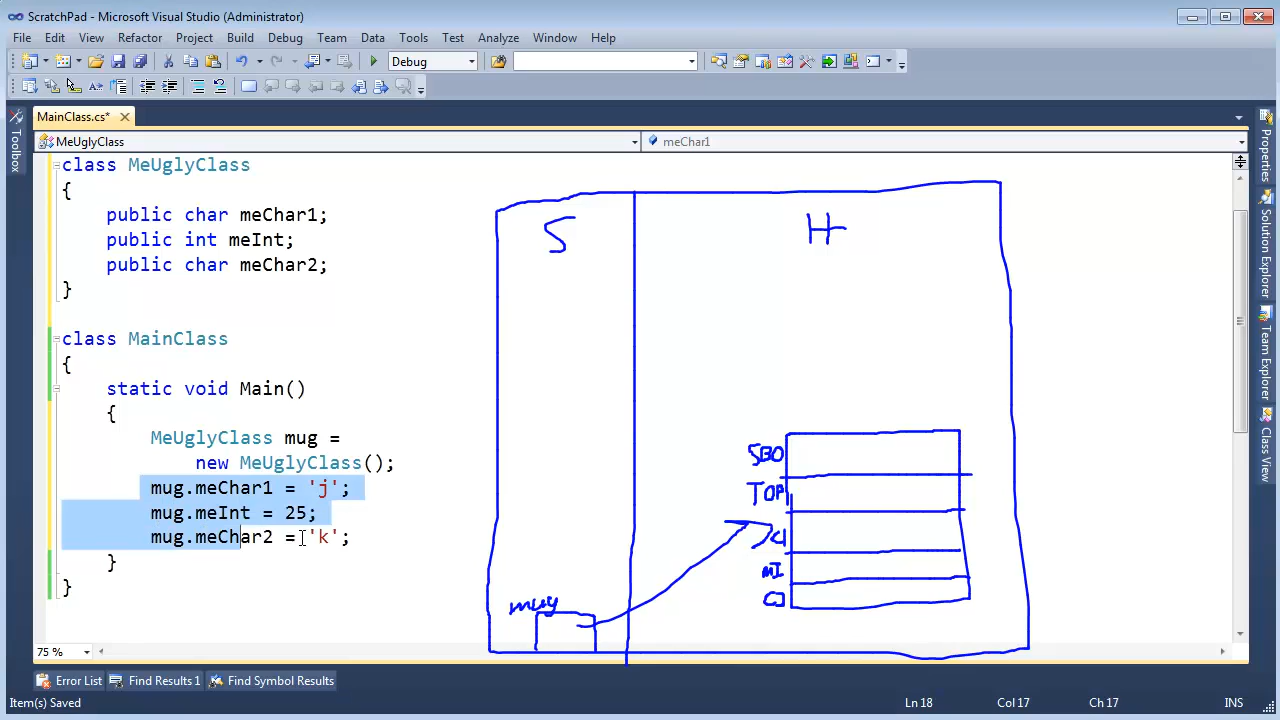 ScratchPad - Microsoft Visual Studio (Administrator)
File Edit View Refactor Project Build Debug Team Data Tools Test Analyze Window Help
Debug
MainClass.cs*
MeUglyClass meChar1
class MeUglyClass
{
public char meChar1;
public int meInt;
public char meChar2;
}
class MainClass
{
static void Main()
{
MeUglyClass mug =
new MeUglyClass();
mug.meChar1 = 'j';
mug.meInt = 25;
mug.meChar2 = 'k';
}
}
S H
SBO
TOP
MI
mug
Toolbox
Properties
Solution Explorer
Team Explorer
Class View
75 %
Error List Find Results 1 Find Symbol Results
Item(s) Saved Ln 18 Col 17 Ch 17 INS